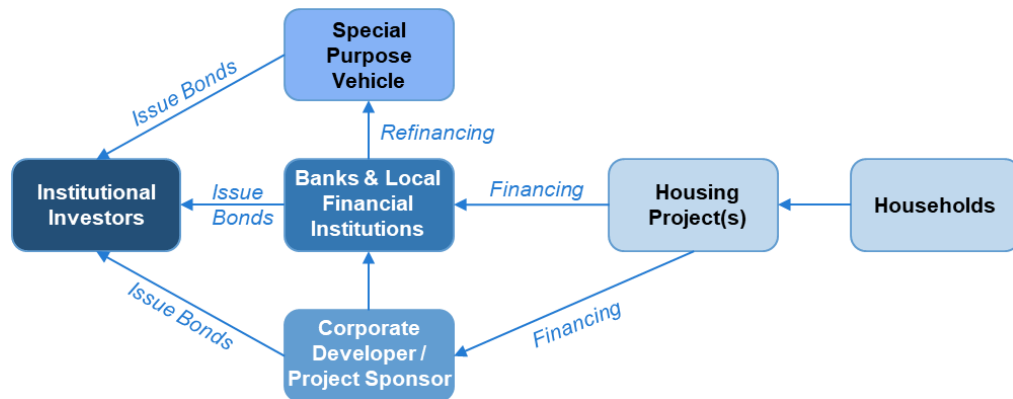 Special
Purpose
Vehicle
Issue Bonds
Refinancing
Institutional
Investors
Issue
Bonds
Banks & Local
Financial
Institutions
Financing
Housing
Project(s)
Households
Issue Bonds
Corporate
Developer /
Project Sponsor
Financing